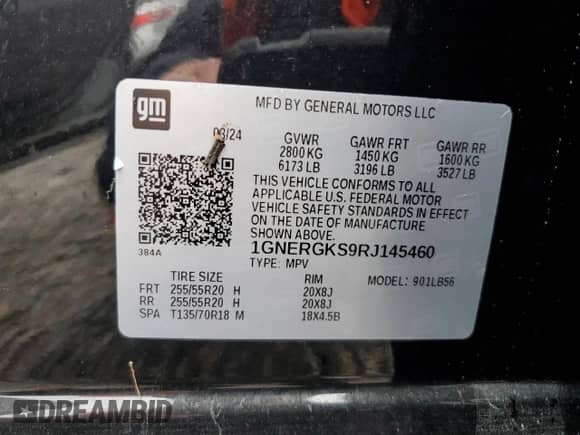 gm
MFD BY GENERAL MOTORS LLC
03/24 GVWR GAWR FRT GAWR RR
2800 KG 1450 KG 1600 KG
6173 LB 3196 LB 3527 LB
THIS VEHICLE CONFORMS TO ALL
APPLICABLE U.S. FEDERAL MOTOR
VEHICLE SAFETY STANDARDS IN EFFECT
ON THE DATE OF MANUFACTURE
SHOWN ABOVE.
1GNERGKS9RJ145460
384A TYPE: MPV
TIRE SIZE RIM MODEL: 901LB56
FRT 255/55R20 H 20X8J
RR 255/55R20 H 20X8J
SPA T135/70R18 M 18X4.5B
DREAMBID